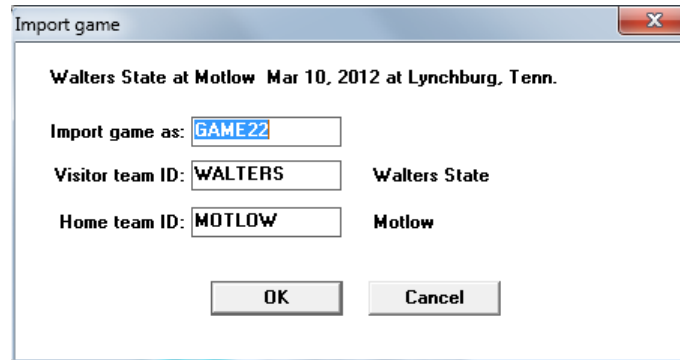 Import game
Walters State at Motlow  Mar 10, 2012 at Lynchburg, Tenn.
Import game as: GAME22
Visitor team ID: WALTERS Walters State
Home team ID: MOTLOW Motlow
OK Cancel